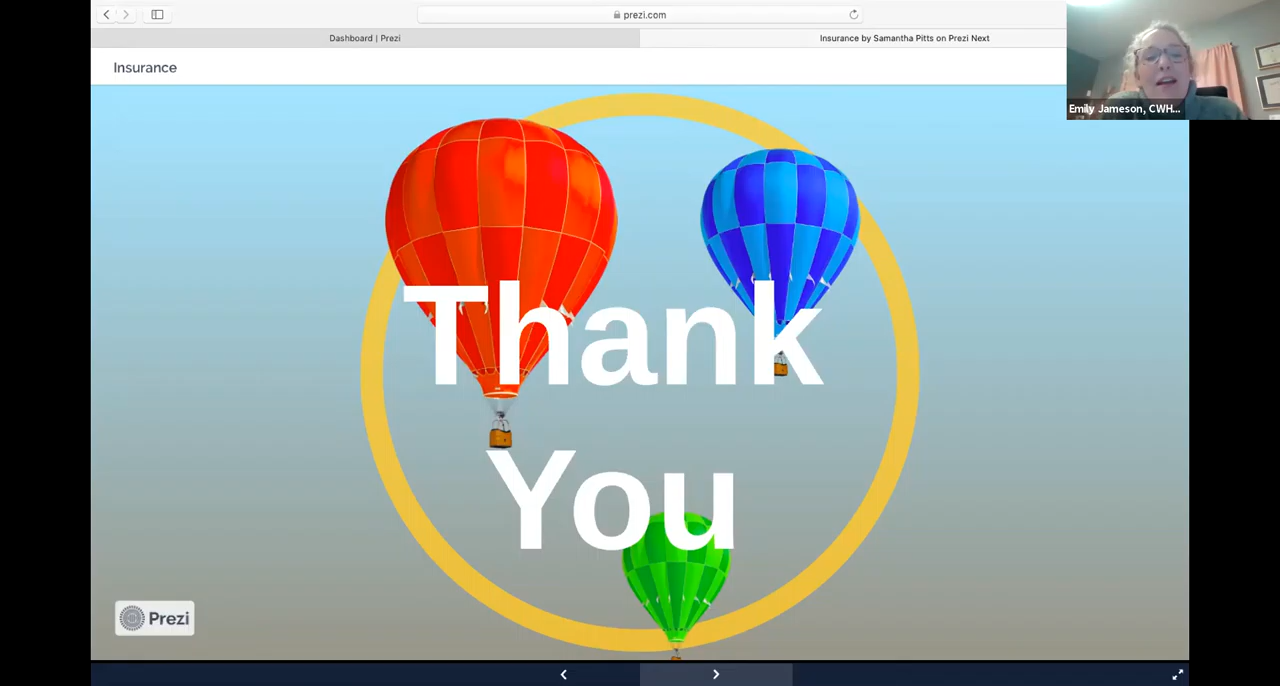 prezi.com
Dashboard | Prezi
Insurance by Samantha Pitts on Prezi Next
Insurance
Emily Jameson, CWH...
Thank
You
Prezi